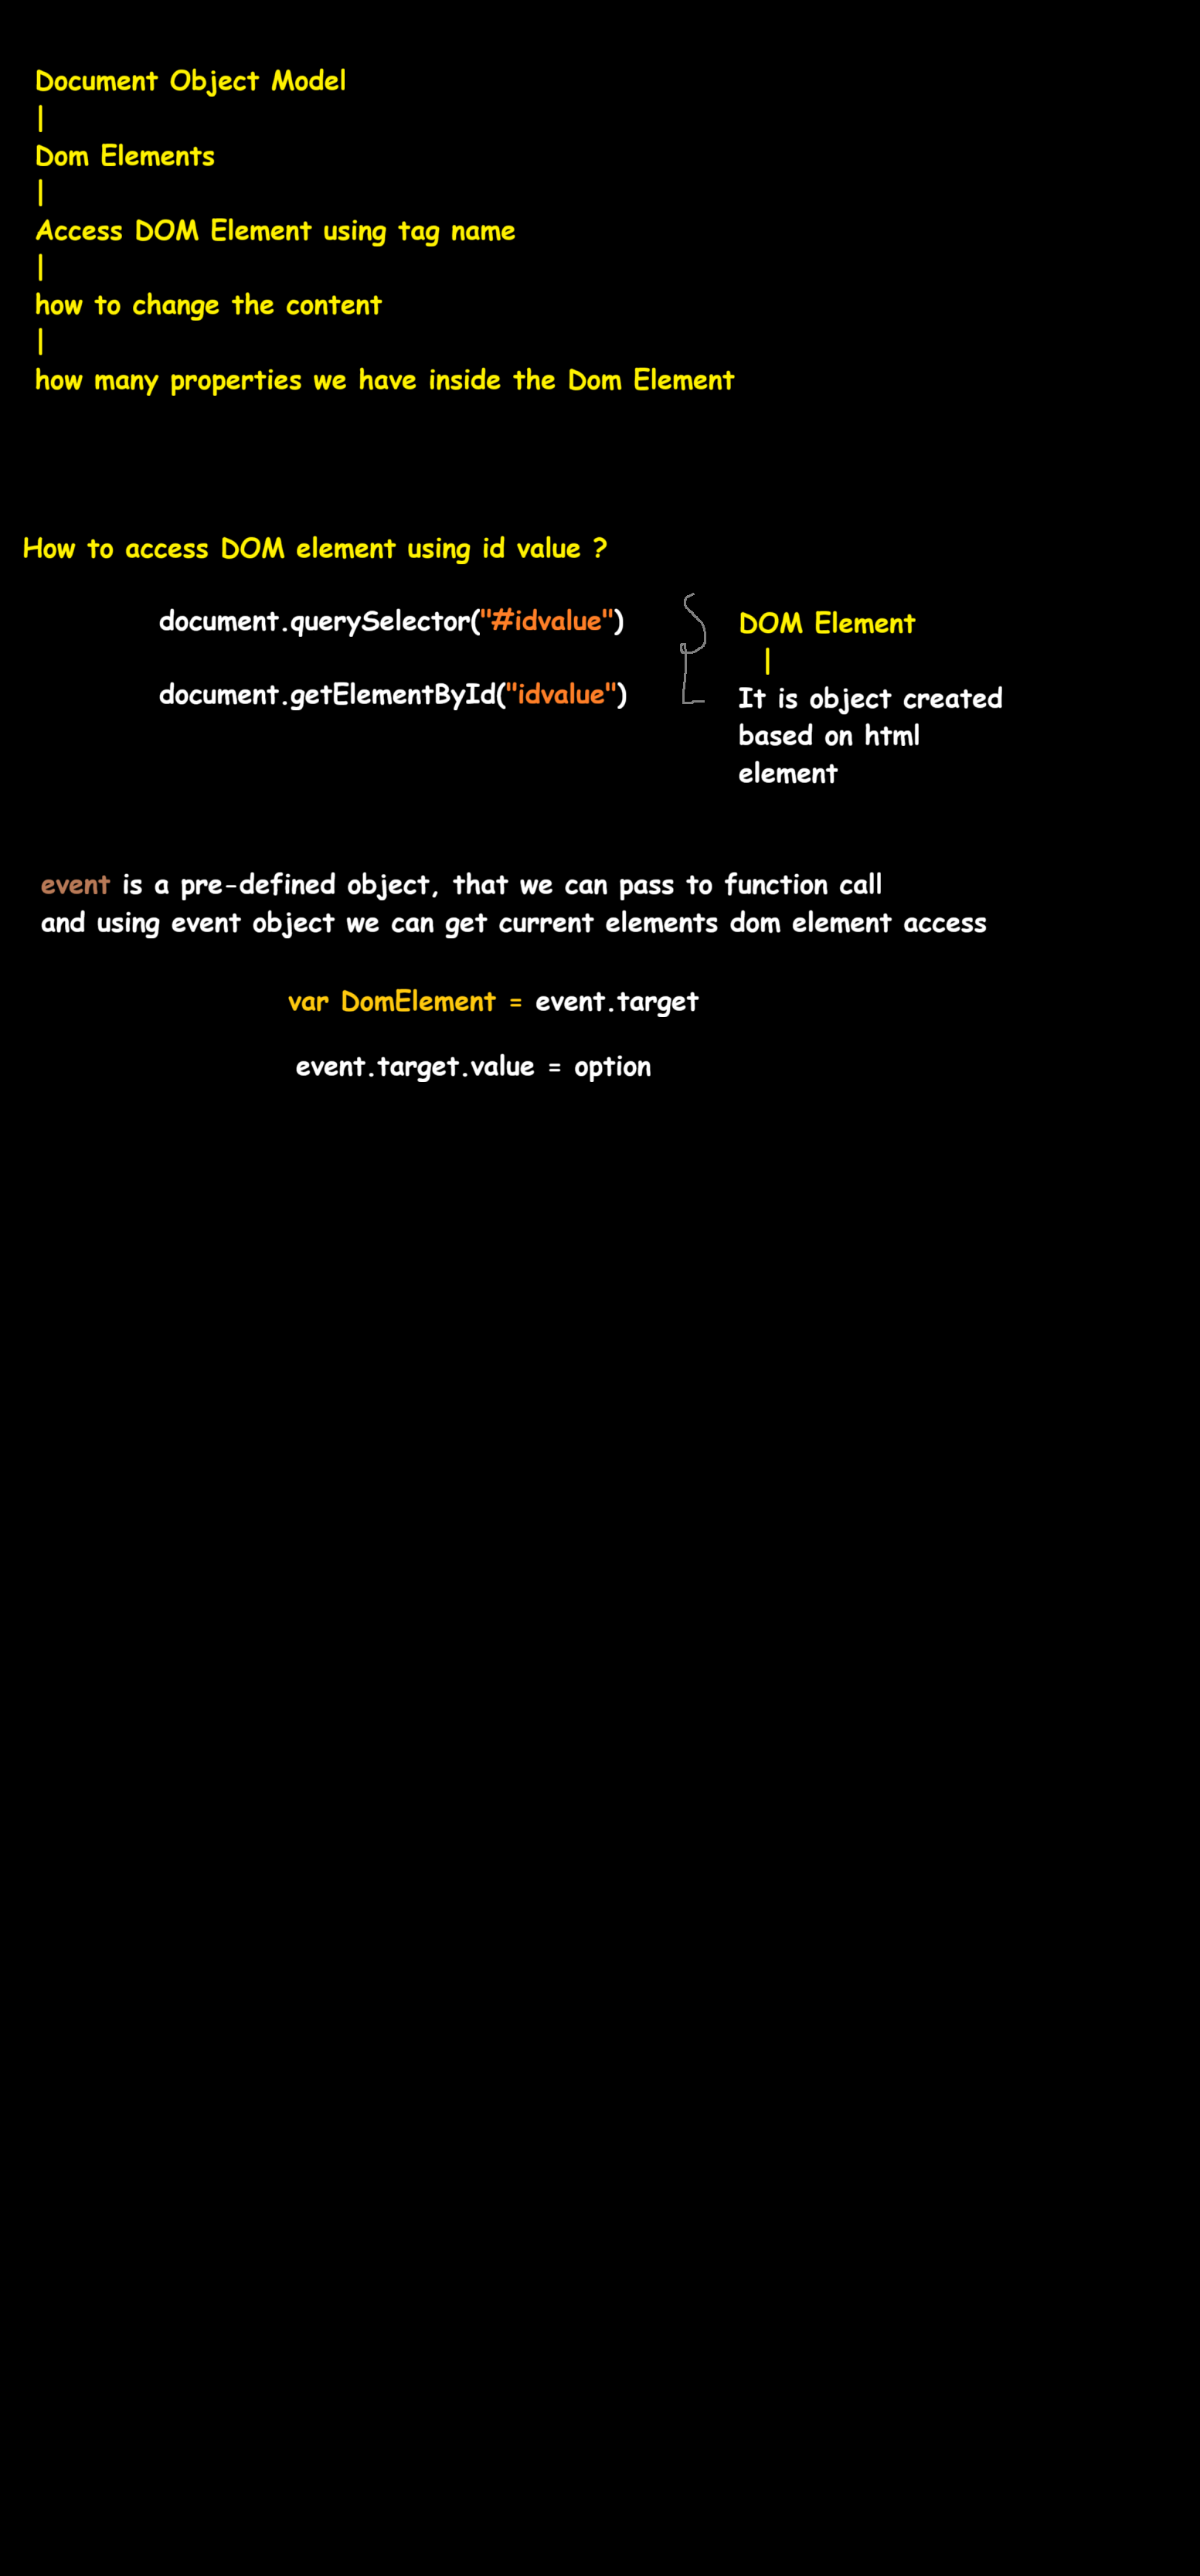 Document Object Model
|
Dom Elements
|
Access DOM Element using tag name
|
how to change the content
|
how many properties we have inside the Dom Element
How to access DOM element using id value ?
document.querySelector("#idvalue")
document.getElementById("idvalue")
DOM Element
|
It is object created
based on html
element
event is a pre-defined object, that we can pass to function call
and using event object we can get current elements dom element access
var DomElement = event.target
event.target.value = option